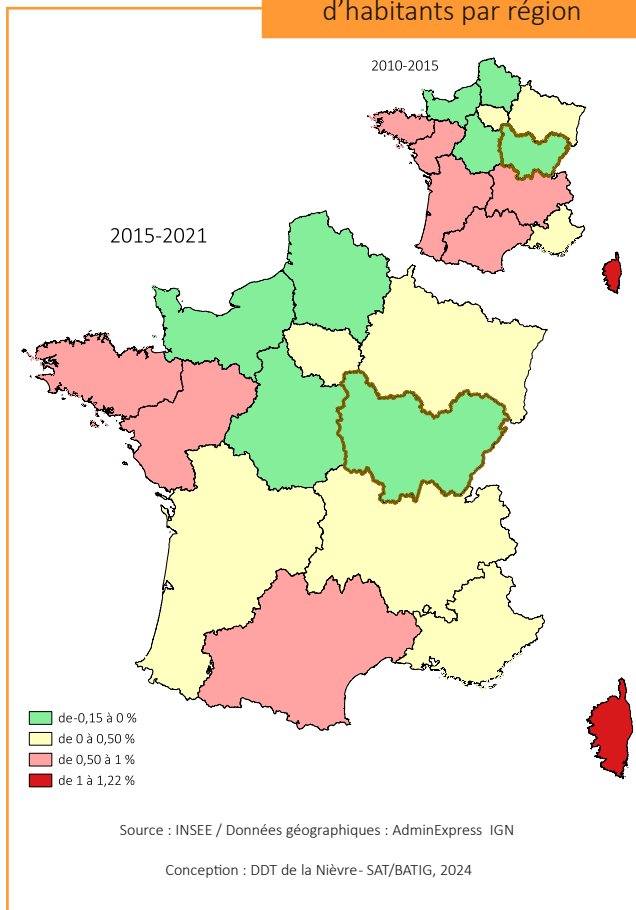 d’habitants par région
2010-2015
2015-2021
de-0,15 à 0 %
de 0 à 0,50 %
de 0,50 à 1 %
de 1 à 1,22 %
Source : INSEE / Données géographiques : AdminExpress IGN
Conception : DDT de la Nièvre- SAT/BATIG, 2024